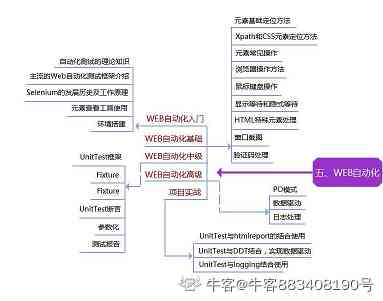 元素基础定位方法
Xpath和CSS元素定位方法
元素常见操作
浏览器操作方法
鼠标键盘操作
显示等待和隐式等待
HTML特殊元素处理
窗口截图
验证码处理
自动化测试的理论知识
主流的Web自动化测试框架介绍
Selenium的发展历史及工作原理
元素查看工具使用
环境搭建
WEB自动化入门
WEB自动化基础
WEB自动化中级
WEB自动化高级
项目实战
五、WEB自动化
UnitTest框架
Fixture
Fixture
UnitTest断言
参数化
测试报告
PO模式
数据驱动
日志处理
UnitTest与htmlreport的结合使用
UnitTest与DDT结合，实现数据驱动
UnitTest与logging结合使用
牛客@牛客883408190号